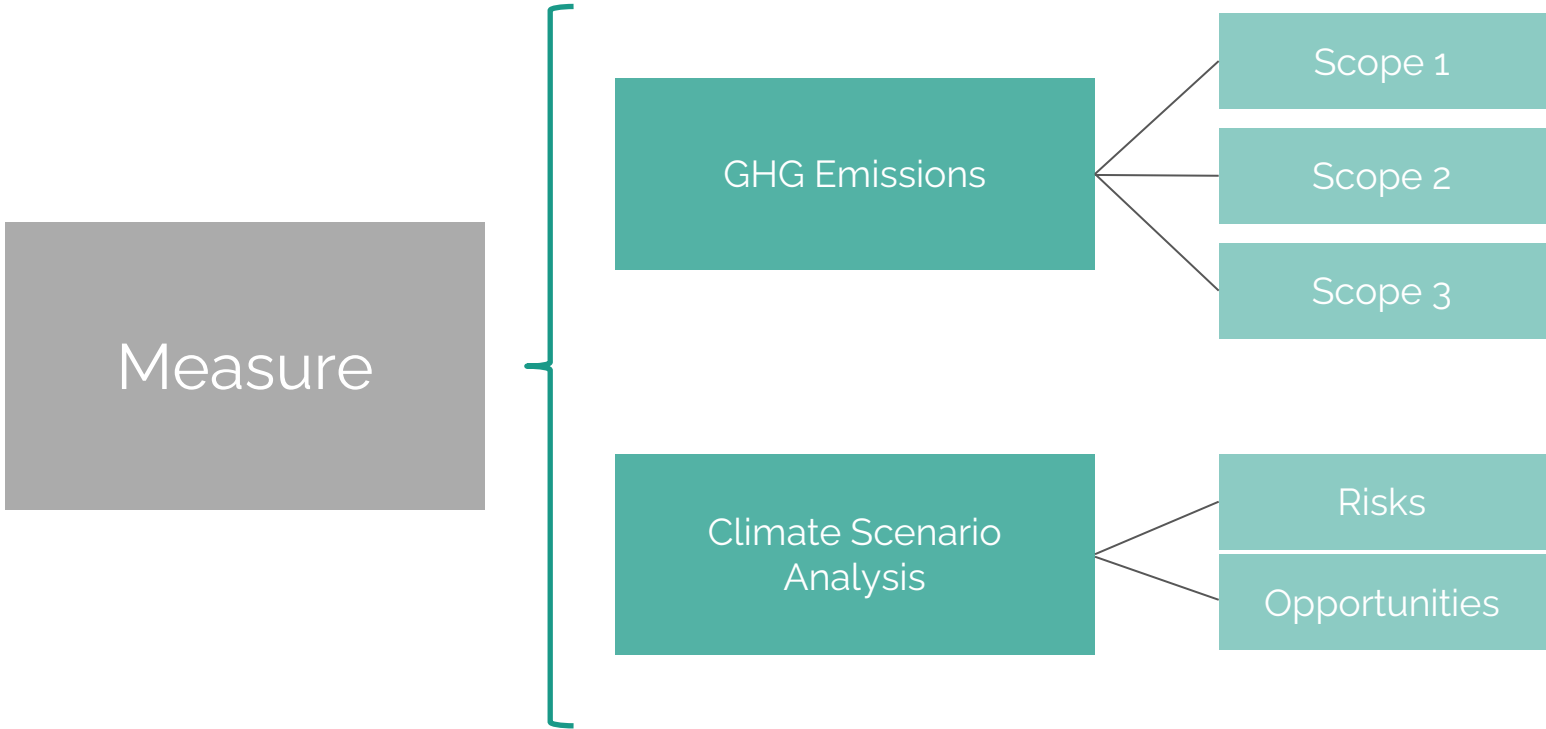 Measure
GHG Emissions
Scope 1
Scope 2
Scope 3
Climate Scenario
Analysis
Risks
Opportunities